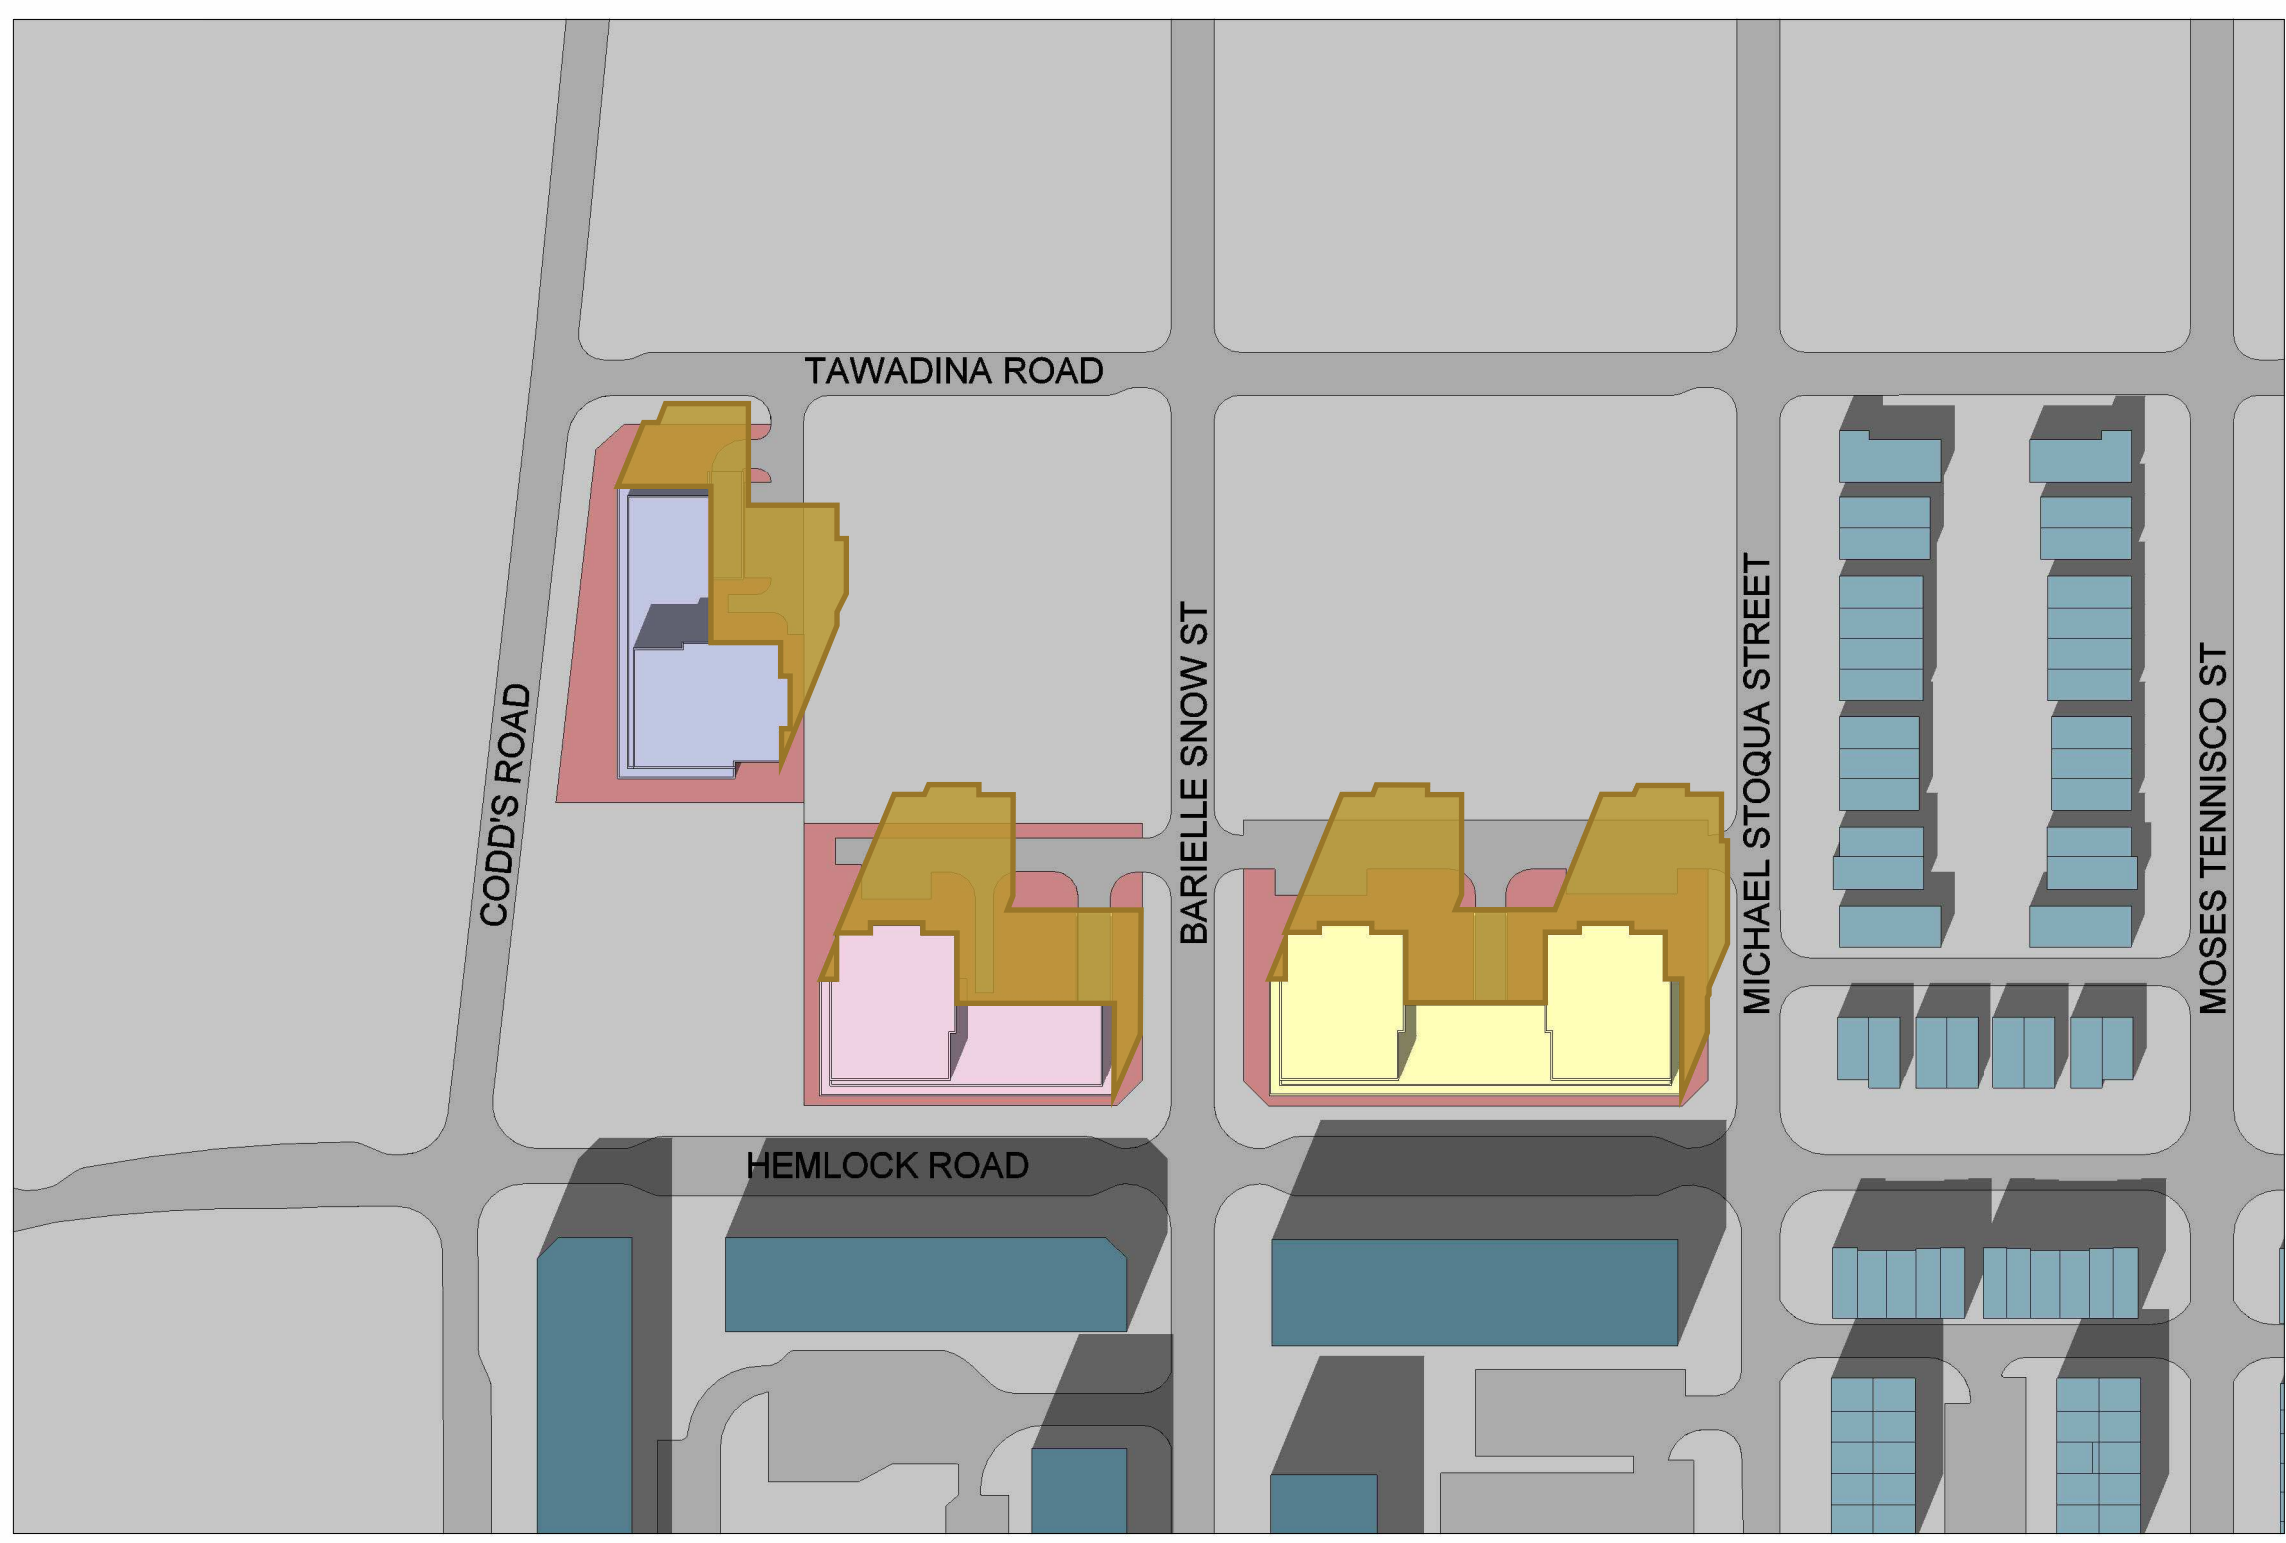 TAWADINA ROAD
CODD'S ROAD
BARIELLE SNOW ST
MICHAEL STOQUA STREET
MOSES TENNISCO ST
HEMLOCK ROAD